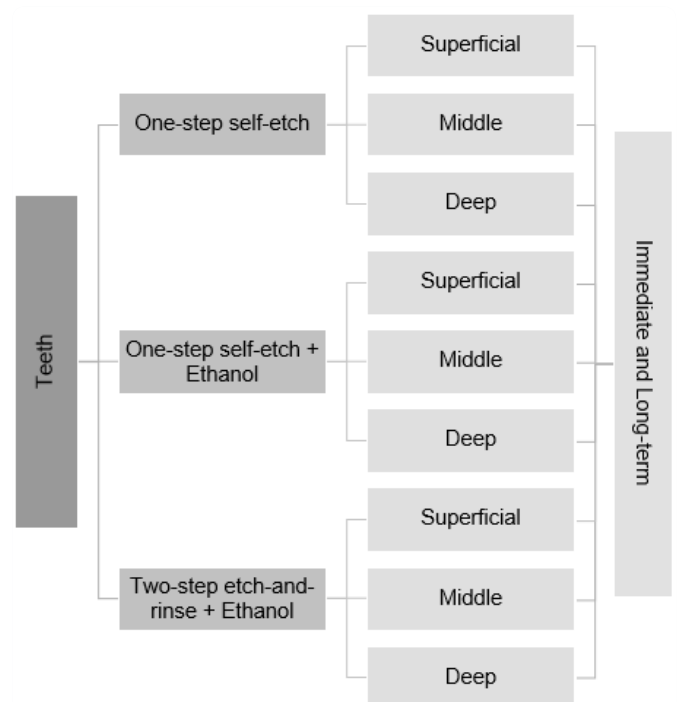 Teeth
One-step self-etch
Superficial
Middle
Deep
One-step self-etch +
Ethanol
Superficial
Middle
Deep
Two-step etch-and-
rinse + Ethanol
Superficial
Middle
Deep
Immediate and Long-term